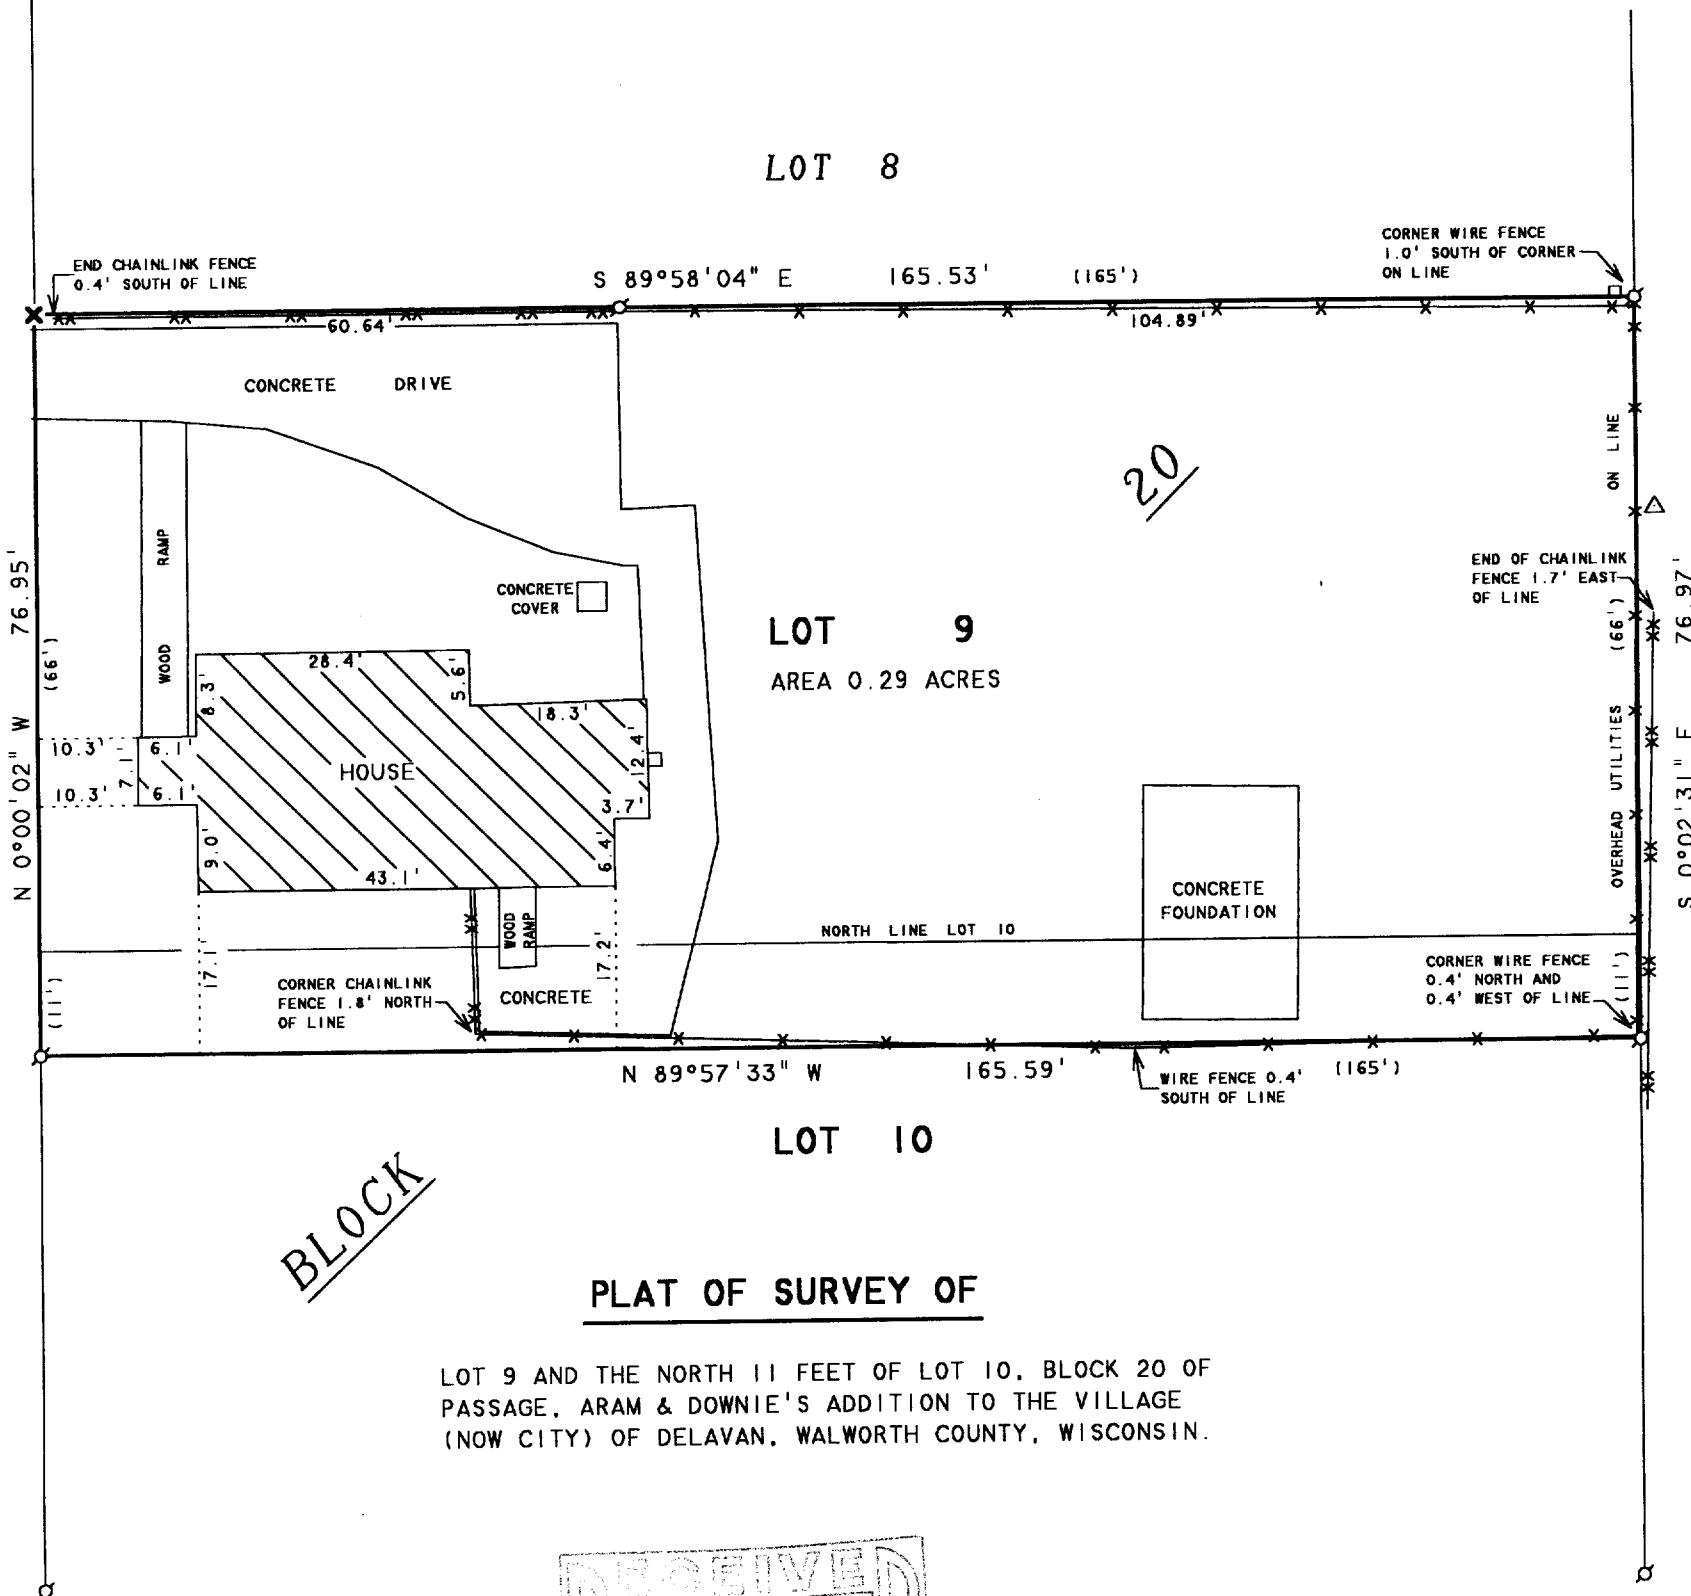 LOT 8
CORNER WIRE FENCE
1.0' SOUTH OF CORNER
ON LINE
END CHAINLINK FENCE
0.4' SOUTH OF LINE
S 89°58'04" E 165.53' (165')
60.64'
104.89'
CONCRETE DRIVE
20
ON LINE
WOOD RAMP
END OF CHAINLINK
FENCE 1.7' EAST
OF LINE
CONCRETE
COVER
LOT 9
AREA 0.29 ACRES
N 0°00'02" W 76.95'
(66')
(66')
S 0°02'31" E 76.97'
OVERHEAD UTILITIES
28.4'
5.6'
8.3'
18.3'
12.4'
10.3'
6.1'
7.1'
HOUSE
10.3'
6.1'
3.7'
9.0'
6.4'
43.1'
CONCRETE
FOUNDATION
WOOD
RAMP
NORTH LINE LOT 10
17.1'
17.2'
CORNER CHAINLINK
FENCE 1.8' NORTH
OF LINE
CONCRETE
CORNER WIRE FENCE
0.4' NORTH AND
0.4' WEST OF LINE
(11')
(11')
N 89°57'33" W 165.59' (165')
WIRE FENCE 0.4'
SOUTH OF LINE
LOT 10
BLOCK
PLAT OF SURVEY OF
LOT 9 AND THE NORTH 11 FEET OF LOT 10, BLOCK 20 OF
PASSAGE, ARAM & DOWNIE'S ADDITION TO THE VILLAGE
(NOW CITY) OF DELAVAN, WALWORTH COUNTY, WISCONSIN.
RECEIVED